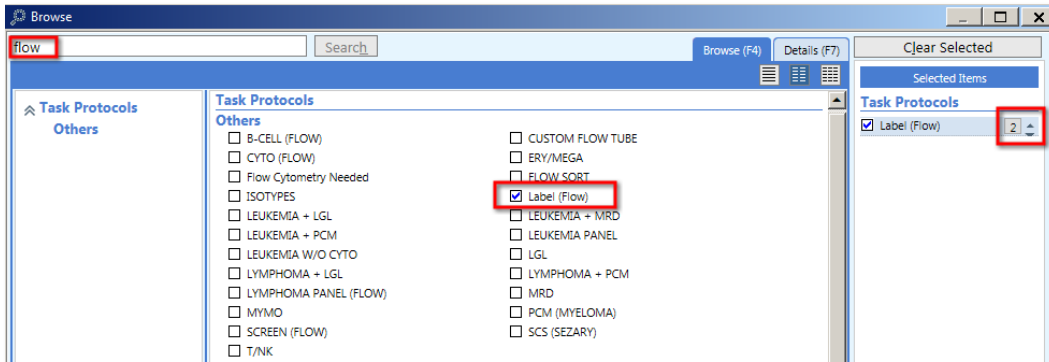 Browse
flow
Search
Browse (F4)
Details (F7)
Clear Selected
Selected Items
Task Protocols
Others
Task Protocols
Others
B-CELL (FLOW)
CUSTOM FLOW TUBE
CYTO (FLOW)
ERY/MEGA
Flow Cytometry Needed
FLOW SORT
ISOTYPES
Label (Flow)
LEUKEMIA + LGL
LEUKEMIA + MRD
LEUKEMIA + PCM
LEUKEMIA PANEL
LEUKEMIA W/O CYTO
LGL
LYMPHOMA + LGL
LYMPHOMA + PCM
LYMPHOMA PANEL (FLOW)
MRD
MYMO
PCM (MYELOMA)
SCREEN (FLOW)
SCS (SEZARY)
T/NK
Task Protocols
Label (Flow)
2